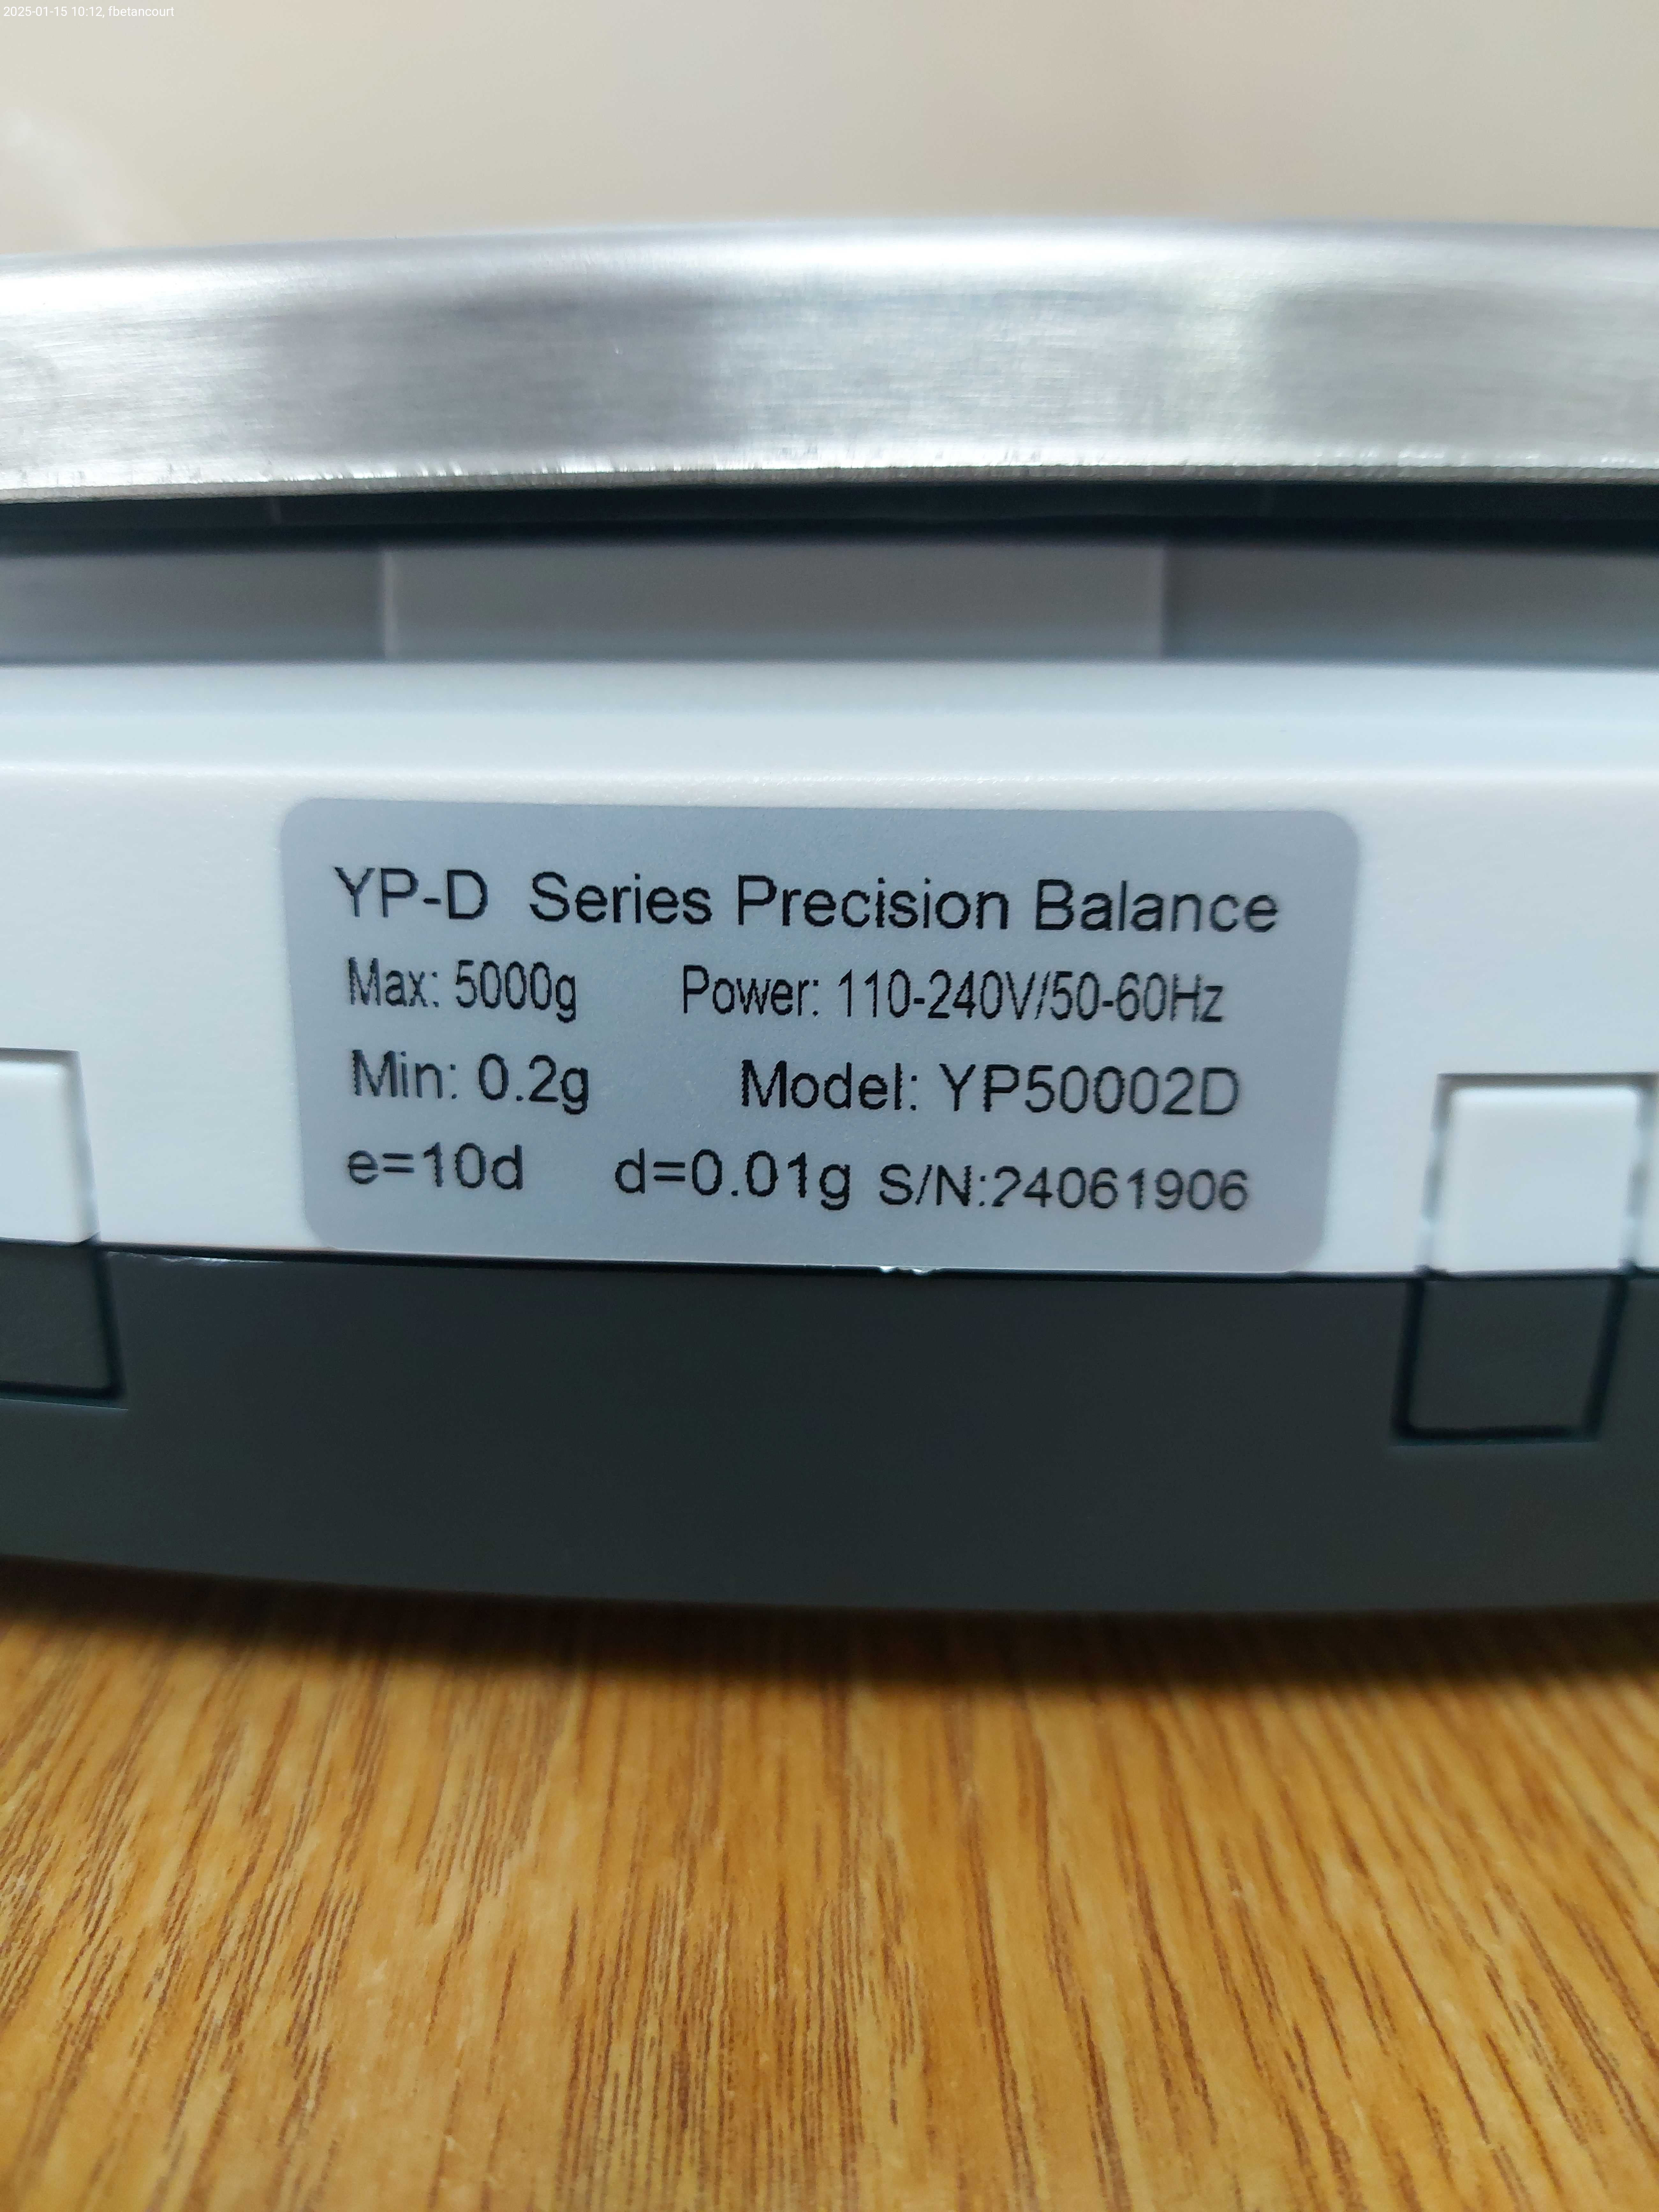 2025-01-15 10:12, fbetancourt
YP-D Series Precision Balance
Max: 5000g Power: 110-240V/50-60Hz
Min: 0.2g Model: YP50002D
e=10d d=0.01g S/N:24061906